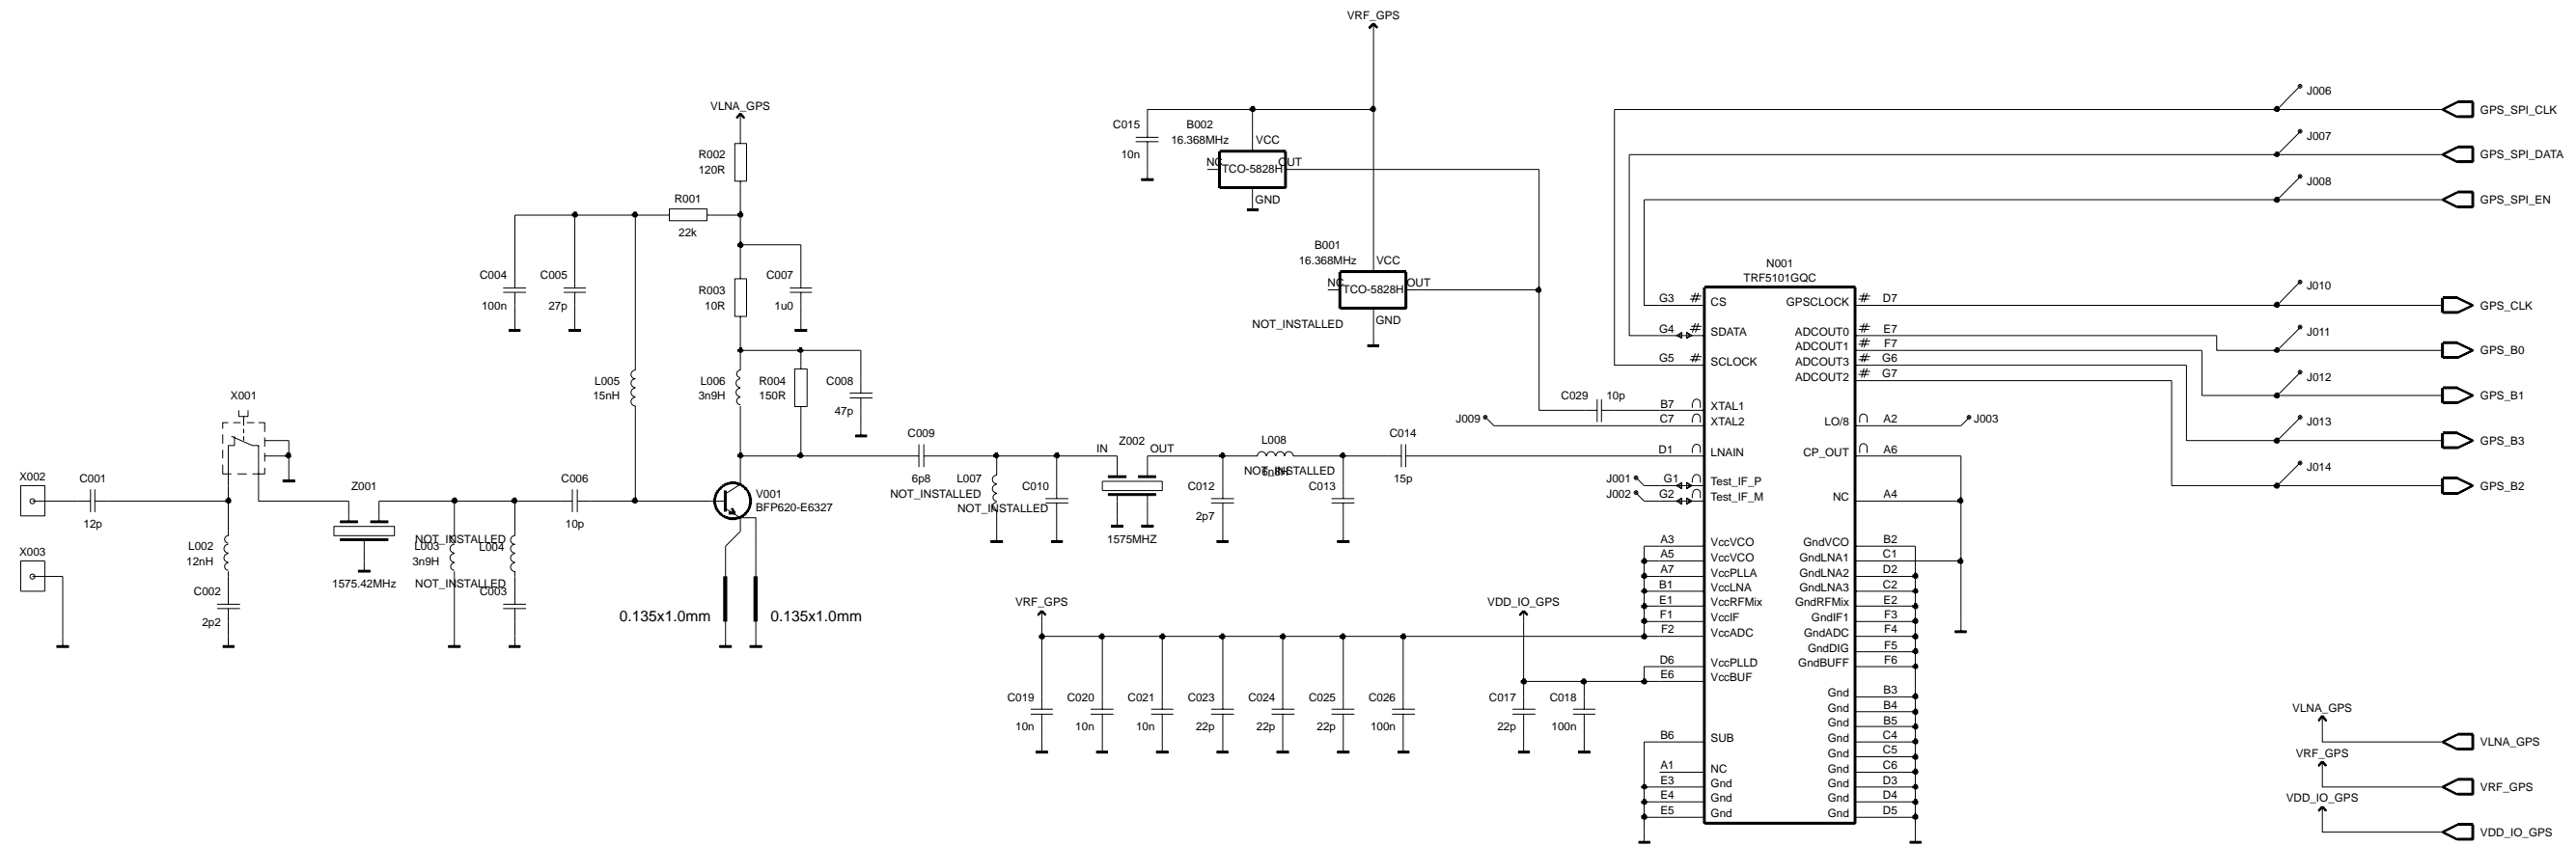 VRF_GPS
VLNA_GPS
R002
120R
R001
22k
C004
100n
C005
27p
R003
10R
C007
1u0
L005
15nH
L006
3n9H
R004
150R
C008
47p
X001
X002
C001
12p
X003
L002
12nH
C002
2p2
Z001
1575.42MHz
NOT_INSTALLED
L003
3n9H
L004
NOT_INSTALLED
C003
C006
10p
V001
BFP620-E6327
0.135x1.0mm
0.135x1.0mm
C009
6p8
L007
NOT_INSTALLED
C010
NOT_INSTALLED
IN
Z002
OUT
1575MHZ
C012
2p7
L008
6n8H
NOT_INSTALLED
C013
C014
15p
C015
10n
B002
16.368MHz
VCC
NC
TCO-5828H
OUT
GND
B001
16.368MHz
VCC
NC
TCO-5828H
OUT
NOT_INSTALLED
GND
C029
10p
J009
J001
J002
N001
TRF5101GQC
G3 # CS
G4 # SDATA
G5 # SCLOCK
B7 XTAL1
C7 XTAL2
D1 LNAIN
G1 Test_IF_P
G2 Test_IF_M
A3 VccVCO
A5 VccVCO
A7 VccPLLA
B1 VccLNA
E1 VccRFMix
F1 VccIF
F2 VccADC
D6 VccPLLD
E6 VccBUF
B6 SUB
A1 NC
E3 Gnd
E4 Gnd
E5 Gnd
GPSCLOCK # D7
ADCOUT0 # E7
ADCOUT1 # F7
ADCOUT3 # G6
ADCOUT2 # G7
LO/8 A2
J003
CP_OUT A6
NC A4
GndVCO B2
GndLNA1 C1
GndLNA2 D2
GndLNA3 C2
GndRFMix E2
GndIF1 F3
GndADC F4
GndDIG F5
GndBUFF F6
Gnd B3
Gnd B4
Gnd B5
Gnd C4
Gnd C5
Gnd C6
Gnd D3
Gnd D4
Gnd D5
VRF_GPS
C019
10n
C020
10n
C021
10n
C023
22p
C024
22p
C025
22p
C026
100n
VDD_IO_GPS
C017
22p
C018
100n
J006
GPS_SPI_CLK
J007
GPS_SPI_DATA
J008
GPS_SPI_EN
J010
GPS_CLK
J011
GPS_B0
J012
GPS_B1
J013
GPS_B3
J014
GPS_B2
VLNA_GPS
VLNA_GPS
VRF_GPS
VRF_GPS
VDD_IO_GPS
VDD_IO_GPS